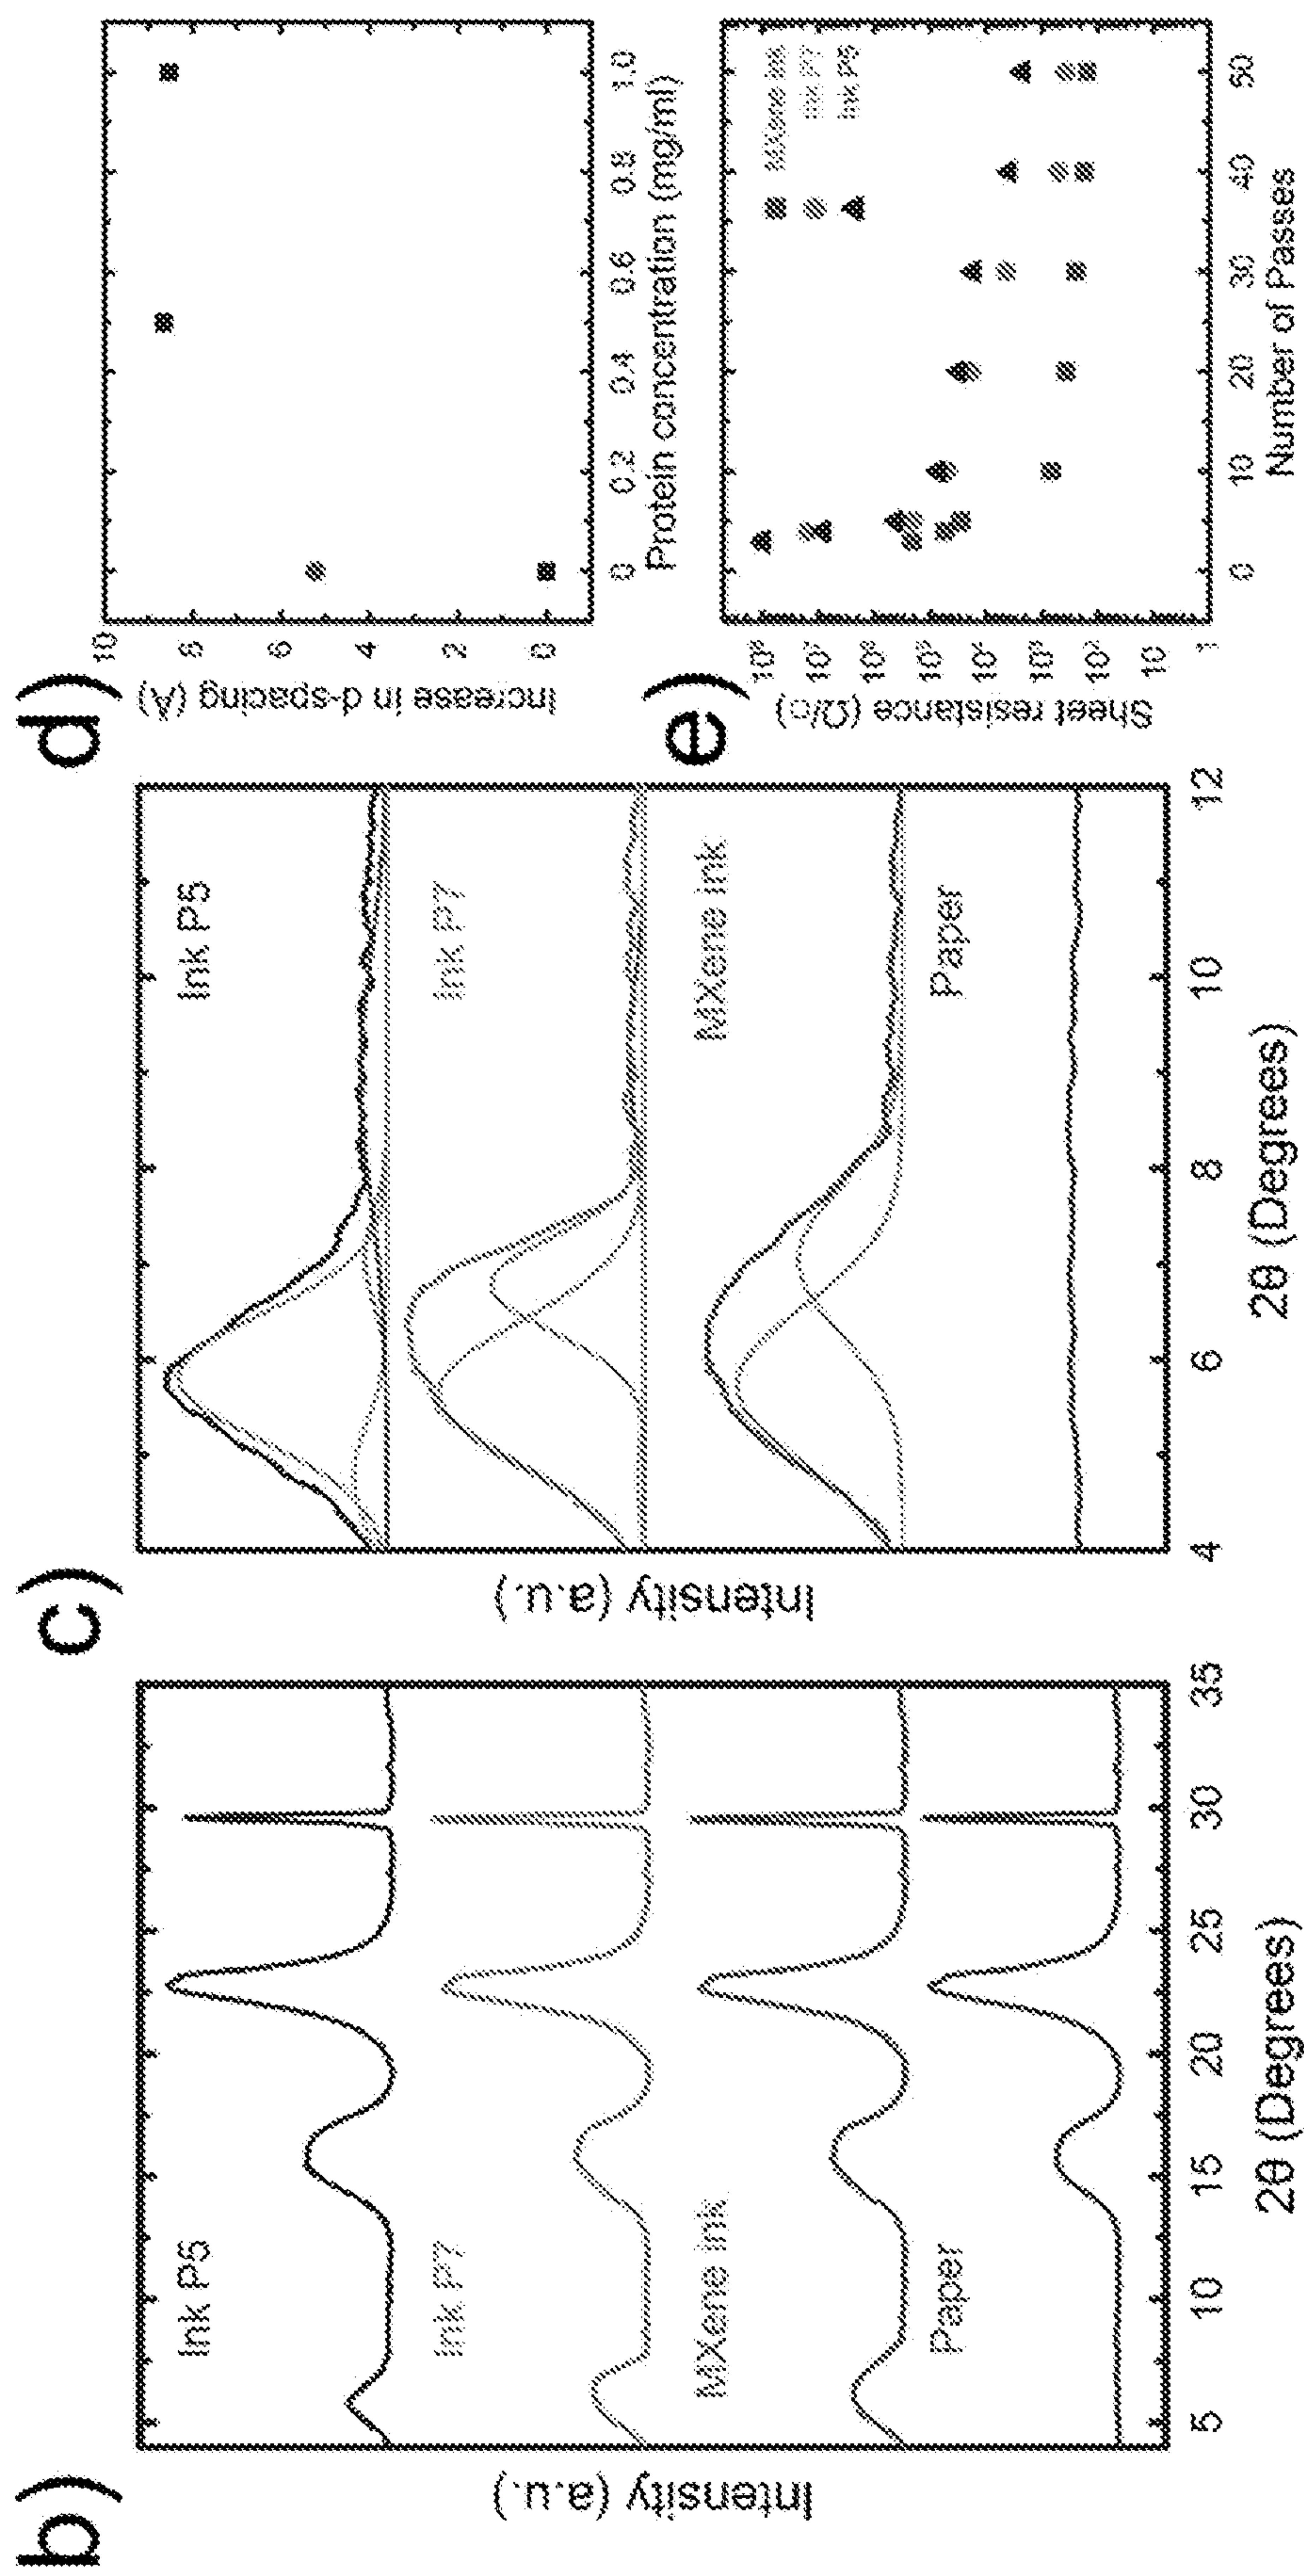 b)
Intensity (a.u.)
Ink P5
Ink P7
MXene ink
Paper
5 10 15 20 25 30 35
2θ (Degrees)
c)
Intensity (a.u.)
Ink P5
Ink P7
MXene ink
Paper
4 6 8 10 12
2θ (Degrees)
d)
Increase in d-spacing (Å)
10
8
6
4
2
0
0 0.2 0.4 0.6 0.8 1.0
Protein concentration (mg/ml)
e)
Sheet resistance (Ω/□)
10⁸
10⁷
10⁶
10⁵
10⁴
10³
10²
10
1
MXene ink
Ink P7
Ink P5
0 10 20 30 40 50
Number of Passes